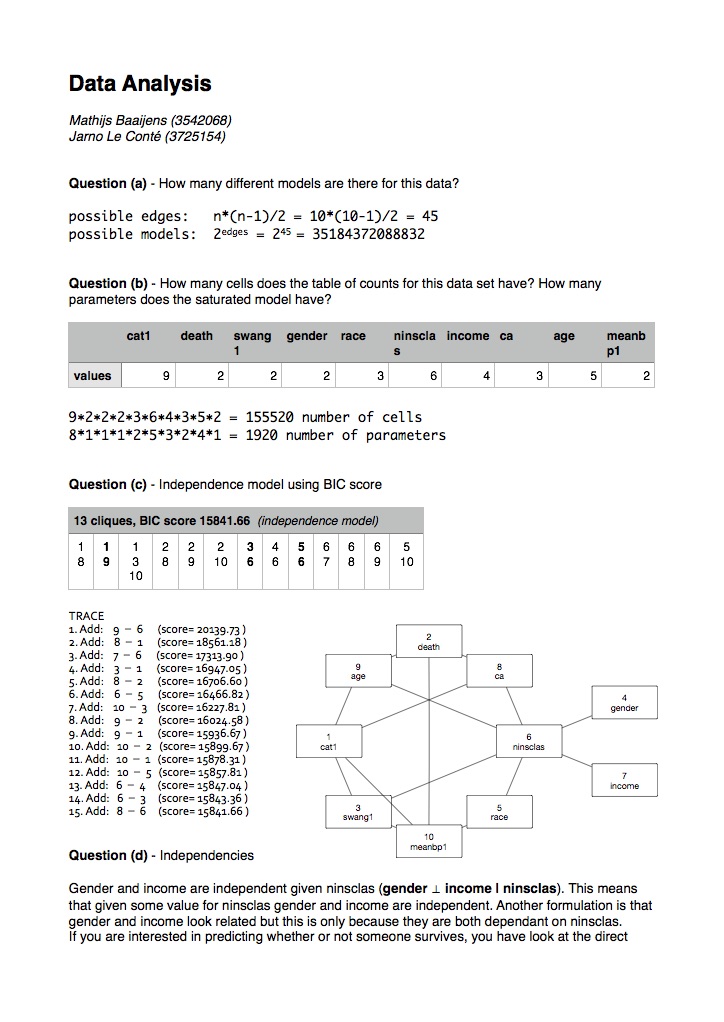 Data Analysis
Mathijs Baaijens (3542068)
Jarno Le Conté (3725154)
Question (a) - How many different models are there for this data?
possible edges: n*(n-1)/2 = 10*(10-1)/2 = 45
possible models: 2edges = 245 = 35184372088832
Question (b) - How many cells does the table of counts for this data set have? How many
parameters does the saturated model have?
cat1 death swang gender race ninscla income ca age meanb
1 s p1
values 9 2 2 2 3 6 4 3 5 2
9*2*2*2*3*6*4*3*5*2 = 155520 number of cells
8*1*1*1*2*5*3*2*4*1 = 1920 number of parameters
Question (c) - Independence model using BIC score
13 cliques, BIC score 15841.66 (independence model)
1 1 1 2 2 2 3 4 5 6 6 6 5
8 9 3 8 9 10 6 6 6 7 8 9 10
10
TRACE
1. Add: 9 – 6 (score= 20139.73 )
2. Add: 8 – 1 (score= 18561.18 )
3. Add: 7 – 6 (score= 17313.90 )
4. Add: 3 – 1 (score= 16947.05 )
5. Add: 8 – 2 (score= 16706.60 )
6. Add: 6 – 5 (score= 16466.82 )
7. Add: 10 – 3 (score= 16227.81 )
8. Add: 9 – 2 (score= 16024.58 )
9. Add: 9 – 1 (score= 15936.67 )
10. Add: 10 – 2 (score= 15899.67 )
11. Add: 10 – 1 (score= 15878.31 )
12. Add: 10 – 5 (score= 15857.81 )
13. Add: 6 – 4 (score= 15847.04 )
14. Add: 6 – 3 (score= 15843.36 )
15. Add: 8 – 6 (score= 15841.66 )
2
death
9
age
8
ca
4
gender
1
cat1
6
ninsclas
7
income
3
swang1
5
race
10
meanbp1
Question (d) - Independencies
Gender and income are independent given ninsclas (gender ⊥ income | ninsclas). This means
that given some value for ninsclas gender and income are independent. Another formulation is that
gender and income look related but this is only because they are both dependant on ninsclas.
If you are interested in predicting whether or not someone survives, you have look at the direct